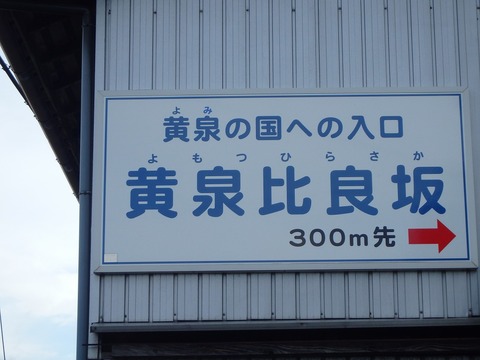 よみ
黄泉の国への入口
よもつひらさか
黄泉比良坂
300m先